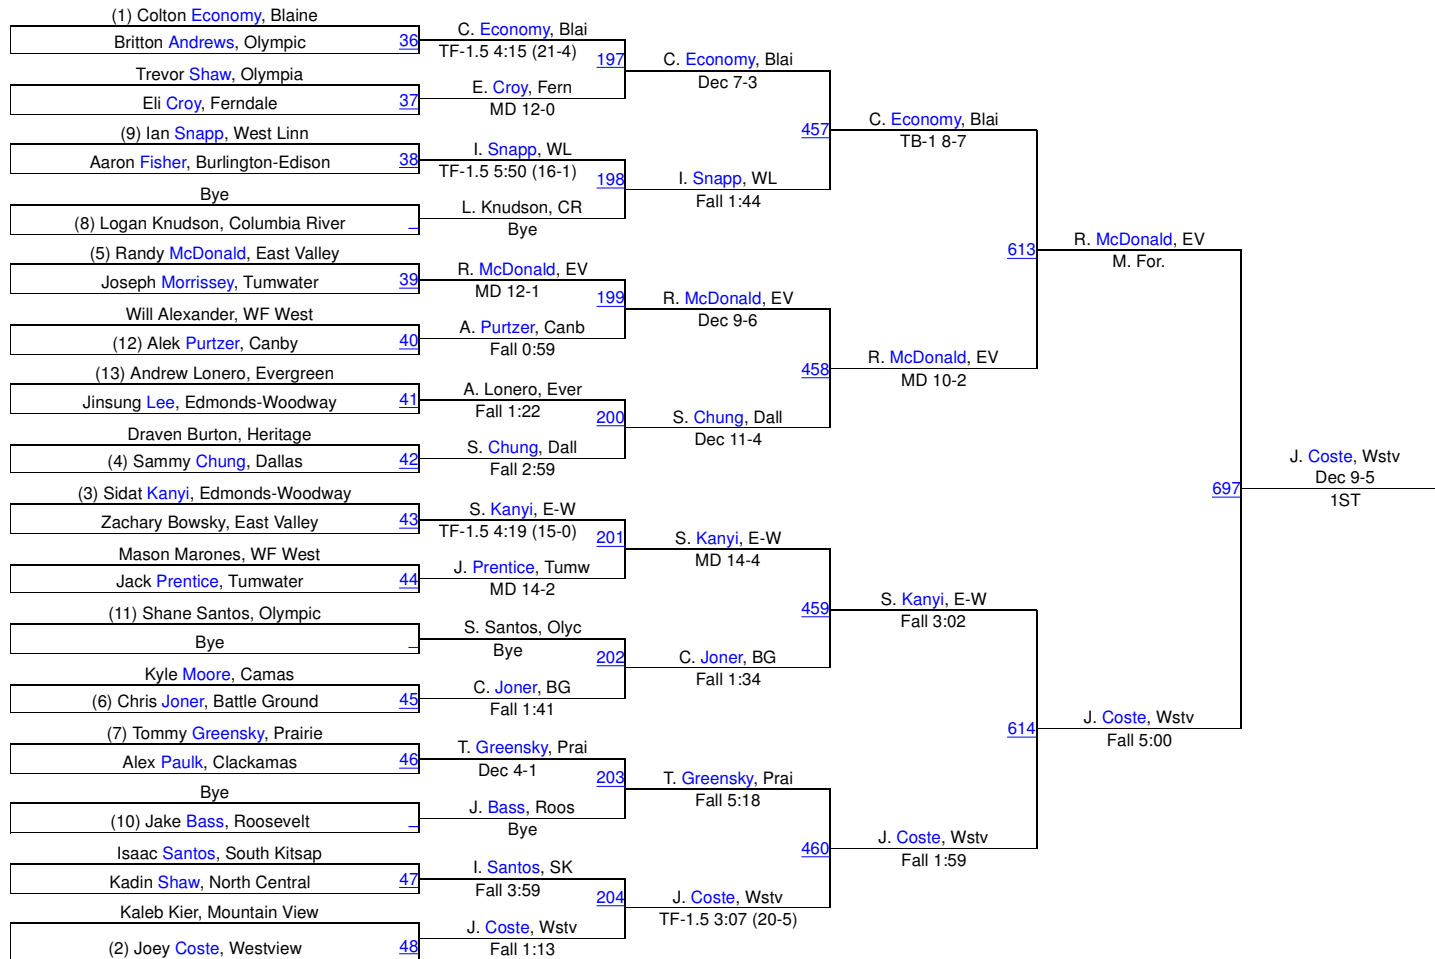 (1) Colton Economy, Blaine
Britton Andrews, Olympic
36
Trevor Shaw, Olympia
Eli Croy, Ferndale
37
(9) Ian Snapp, West Linn
Aaron Fisher, Burlington-Edison
38
Bye
(8) Logan Knudson, Columbia River
(5) Randy McDonald, East Valley
Joseph Morrissey, Tumwater
39
Will Alexander, WF West
(12) Alek Purtzer, Canby
40
(13) Andrew Lonero, Evergreen
Jinsung Lee, Edmonds-Woodway
41
Draven Burton, Heritage
(4) Sammy Chung, Dallas
42
(3) Sidat Kanyi, Edmonds-Woodway
Zachary Bowsky, East Valley
43
Mason Marones, WF West
Jack Prentice, Tumwater
44
(11) Shane Santos, Olympic
Bye
Kyle Moore, Camas
(6) Chris Joner, Battle Ground
45
(7) Tommy Greensky, Prairie
Alex Paulk, Clackamas
46
Bye
(10) Jake Bass, Roosevelt
Isaac Santos, South Kitsap
Kadin Shaw, North Central
47
Kaleb Kier, Mountain View
(2) Joey Coste, Westview
48
C. Economy, Blai
TF-1.5 4:15 (21-4)
197
E. Croy, Fern
MD 12-0
I. Snapp, WL
TF-1.5 5:50 (16-1)
198
L. Knudson, CR
Bye
R. McDonald, EV
MD 12-1
199
A. Purtzer, Canb
Fall 0:59
A. Lonero, Ever
Fall 1:22
200
S. Chung, Dall
Fall 2:59
S. Kanyi, E-W
TF-1.5 4:19 (15-0)
201
J. Prentice, Tumw
MD 14-2
S. Santos, Olyc
Bye
202
C. Joner, BG
Fall 1:41
T. Greensky, Prai
Dec 4-1
203
J. Bass, Roos
Bye
I. Santos, SK
Fall 3:59
204
J. Coste, Wstv
Fall 1:13
C. Economy, Blai
Dec 7-3
457
I. Snapp, WL
Fall 1:44
R. McDonald, EV
Dec 9-6
458
S. Chung, Dall
Dec 11-4
S. Kanyi, E-W
MD 14-4
459
C. Joner, BG
Fall 1:34
T. Greensky, Prai
Fall 5:18
460
J. Coste, Wstv
TF-1.5 3:07 (20-5)
C. Economy, Blai
TB-1 8-7
613
R. McDonald, EV
MD 10-2
S. Kanyi, E-W
Fall 3:02
614
J. Coste, Wstv
Fall 1:59
R. McDonald, EV
M. For.
697
J. Coste, Wstv
Fall 5:00
J. Coste, Wstv
Dec 9-5
1ST